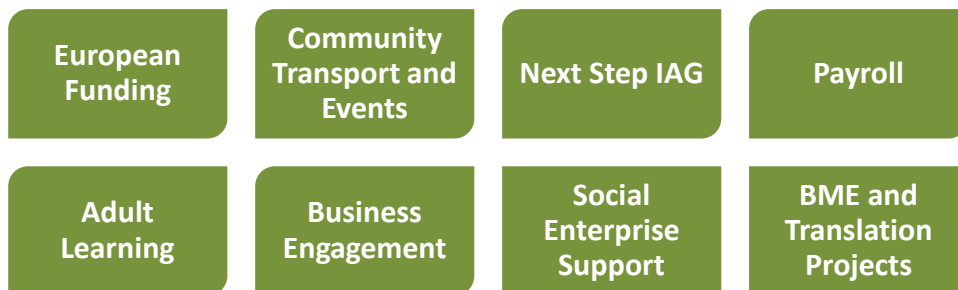 European
Funding
Community
Transport and
Events
Next Step IAG
Payroll
Adult
Learning
Business
Engagement
Social
Enterprise
Support
BME and
Translation
Projects